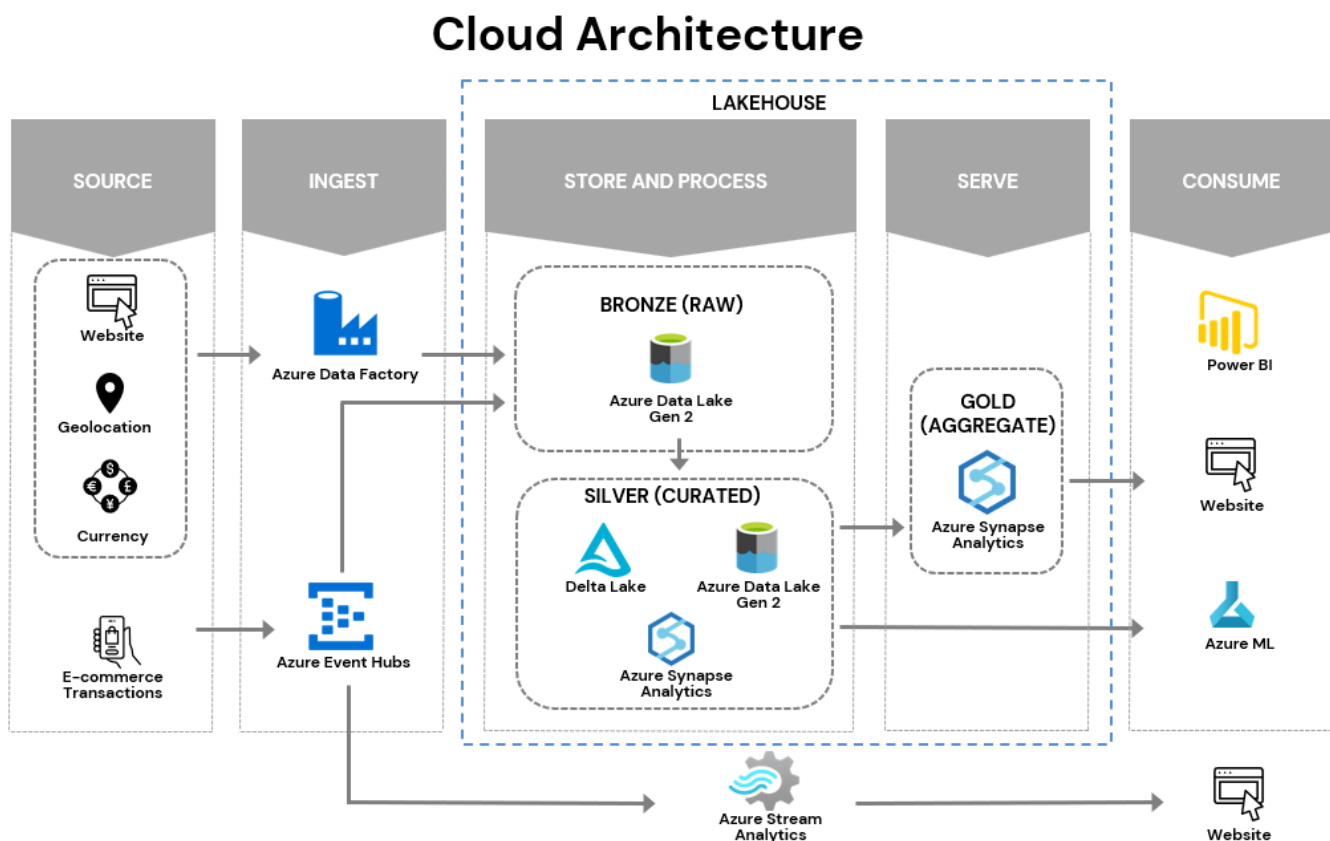 Cloud Architecture
LAKEHOUSE
SOURCE
INGEST
STORE AND PROCESS
SERVE
CONSUME
Website
Geolocation
$
€
£
¥
Currency
E-commerce
Transactions
Azure Data Factory
Azure Event Hubs
BRONZE (RAW)
Azure Data Lake
Gen 2
SILVER (CURATED)
Delta Lake
Azure Data Lake
Gen 2
Azure Synapse
Analytics
GOLD
(AGGREGATE)
Azure Synapse
Analytics
Power BI
Website
Azure ML
Azure Stream
Analytics
Website